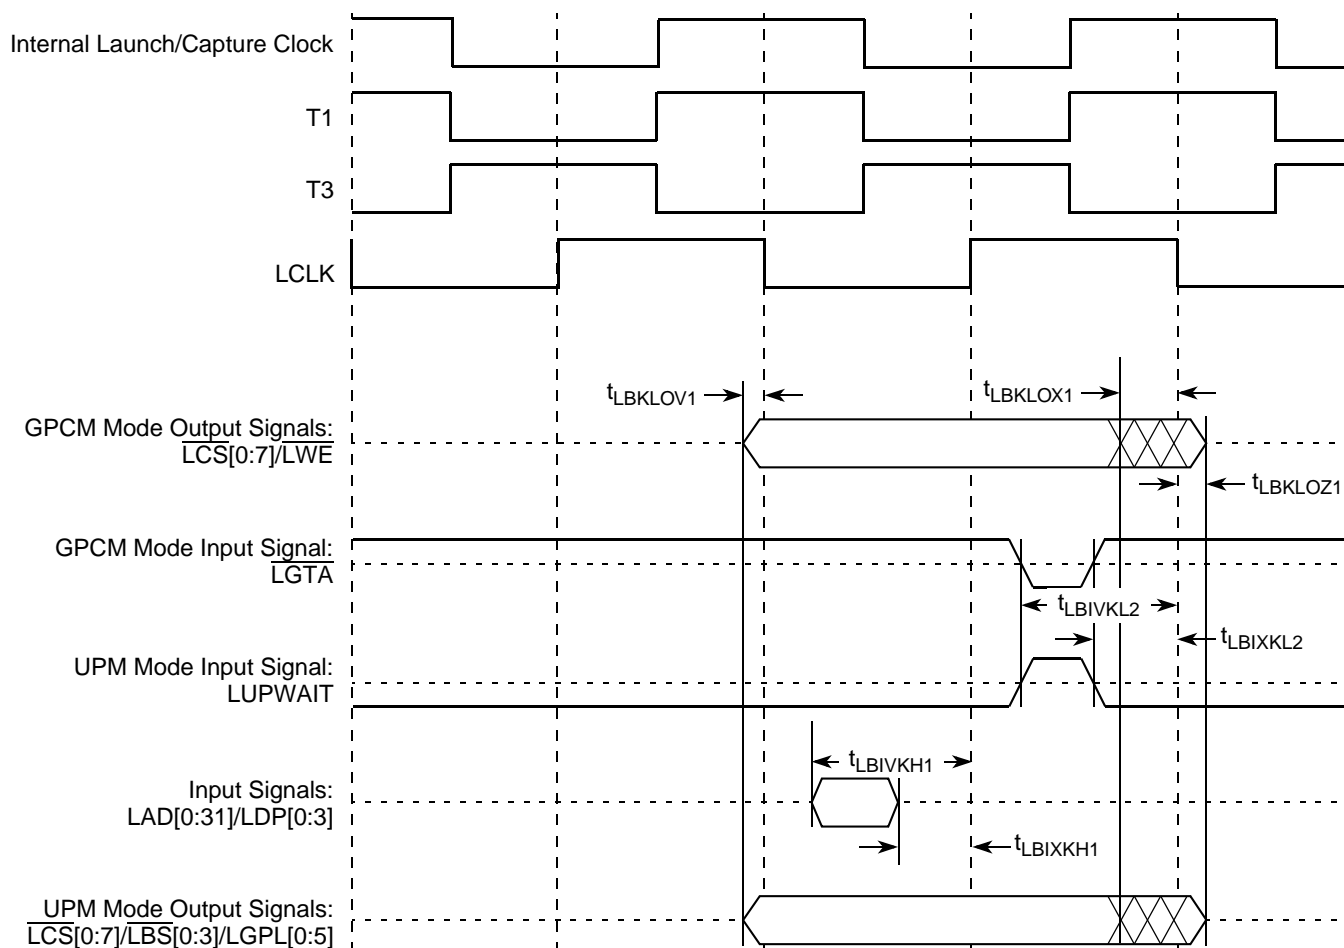 Internal Launch/Capture Clock
T1
T3
LCLK
tLBKLOV1
tLBKLOX1
GPCM Mode Output Signals:
LCS[0:7]/LWE
tLBKLOZ1
GPCM Mode Input Signal:
LGTA
tLBIVKL2
tLBIXKL2
UPM Mode Input Signal:
LUPWAIT
tLBIVKH1
Input Signals:
LAD[0:31]/LDP[0:3]
tLBIXKH1
UPM Mode Output Signals:
LCS[0:7]/LBS[0:3]/LGPL[0:5]